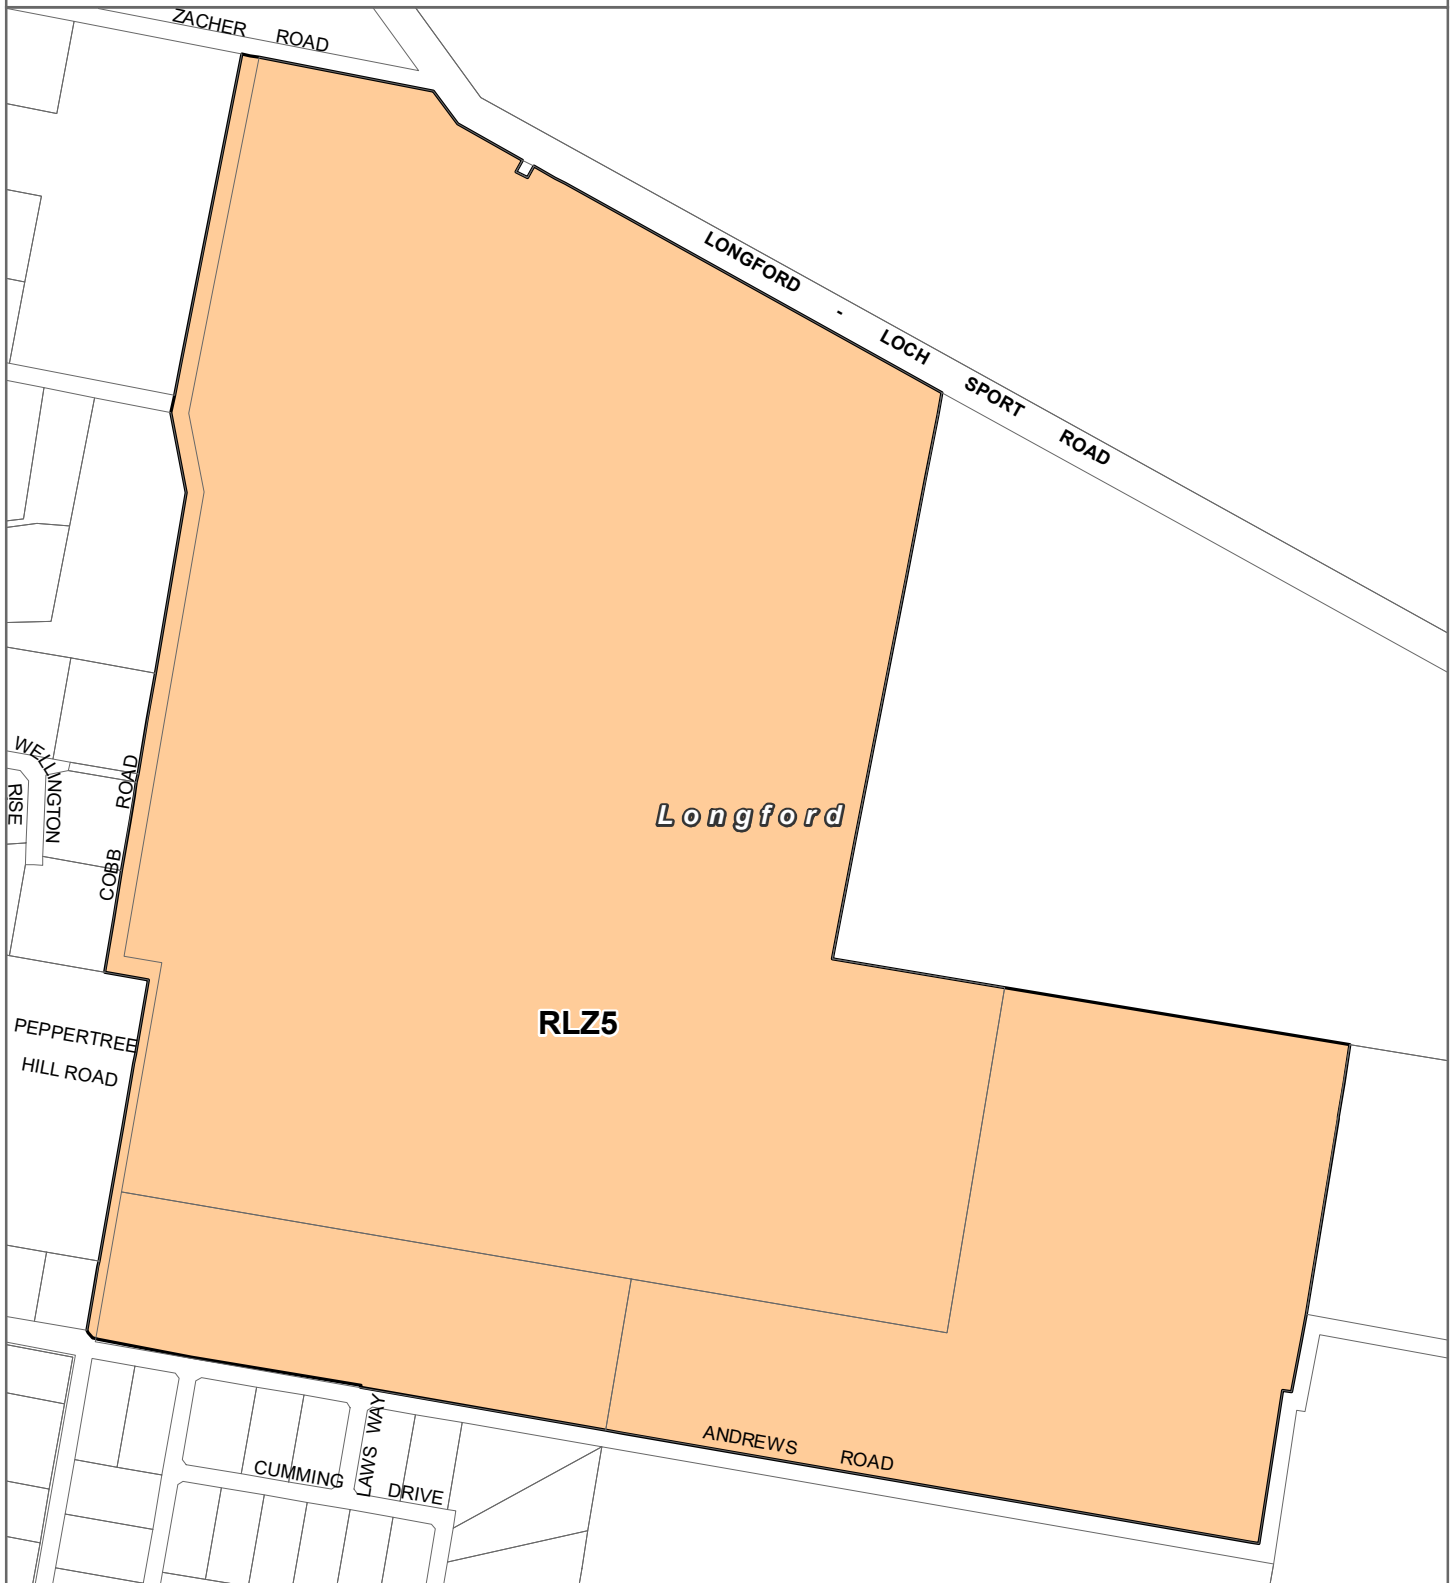 ZACHER ROAD
LONGFORD - LOCH SPORT ROAD
WELLINGTON
RISE
COBB ROAD
Longford
RLZ5
PEPPERTREE
HILL ROAD
ANDREWS ROAD
LAWS WAY
CUMMING DRIVE